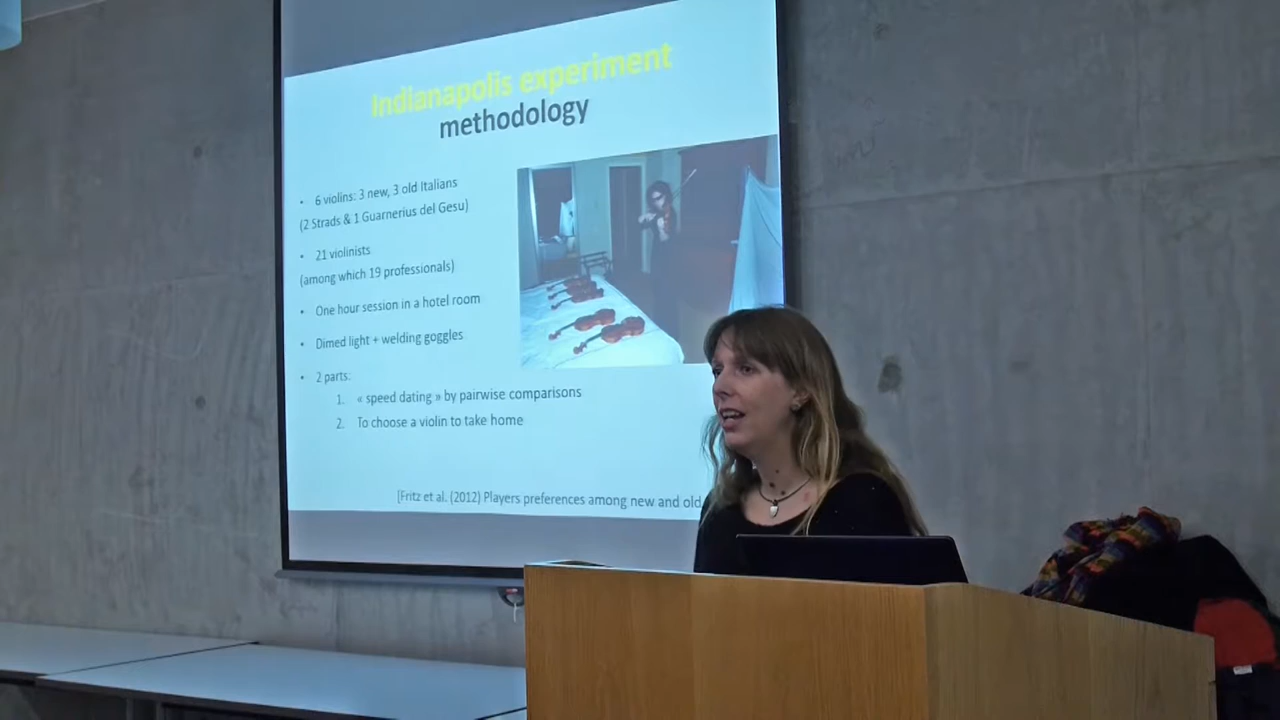 Indianapolis experiment
methodology
• 6 violins: 3 new, 3 old Italians
(2 Strads & 1 Guarnerius del Gesu)
• 21 violinists
(among which 19 professionals)
• One hour session in a hotel room
• Dimed light + welding goggles
• 2 parts:
1. « speed dating » by pairwise comparisons
2. To choose a violin to take home
[Fritz et al. (2012) Players preferences among new and old